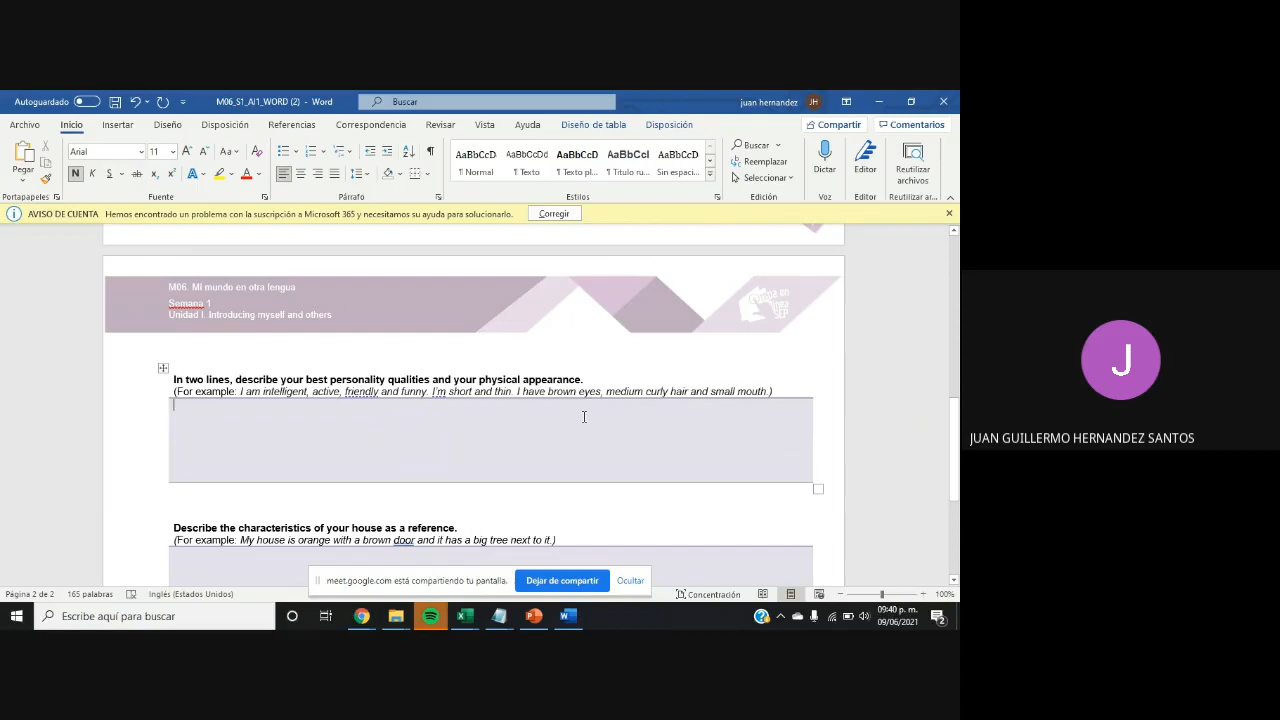 Autoguardado
M06_S1_AI1_WORD (2) - Word
Buscar
juan hernandez
JH
Archivo Inicio Insertar Diseño Disposición Referencias Correspondencia Revisar Vista Ayuda Diseño de tabla Disposición
Compartir Comentarios
Pegar
Arial 11
AaBbCcD AaBbCcDd AaBbCcD AaBbCcI AaBbCcD
¶ Normal ¶ Texto ¶ Texto pl... ¶ Titulo ru... ¶ Sin espaci...
Buscar
Reemplazar
Seleccionar
Dictar
Editor
Reutilizar archivos
Portapapeles Fuente Párrafo Estilos Edición Voz Editor Reutilizar ar...
AVISO DE CUENTA Hemos encontrado un problema con la suscripción a Microsoft 365 y necesitamos su ayuda para solucionarlo. Corregir
M06. Mi mundo en otra lengua
Semana 1
Unidad I. Introducing myself and others
línea
SEP
In two lines, describe your best personality qualities and your physical appearance.
(For example: I am intelligent, active, friendly and funny. I'm short and thin. I have brown eyes, medium curly hair and small mouth.)
Describe the characteristics of your house as a reference.
(For example: My house is orange with a brown door and it has a big tree next to it.)
meet.google.com está compartiendo tu pantalla. Dejar de compartir Ocultar
Página 2 de 2 165 palabras Inglés (Estados Unidos) Concentración 100%
Escribe aquí para buscar
09:40 p. m.
09/06/2021
2
J
JUAN GUILLERMO HERNANDEZ SANTOS